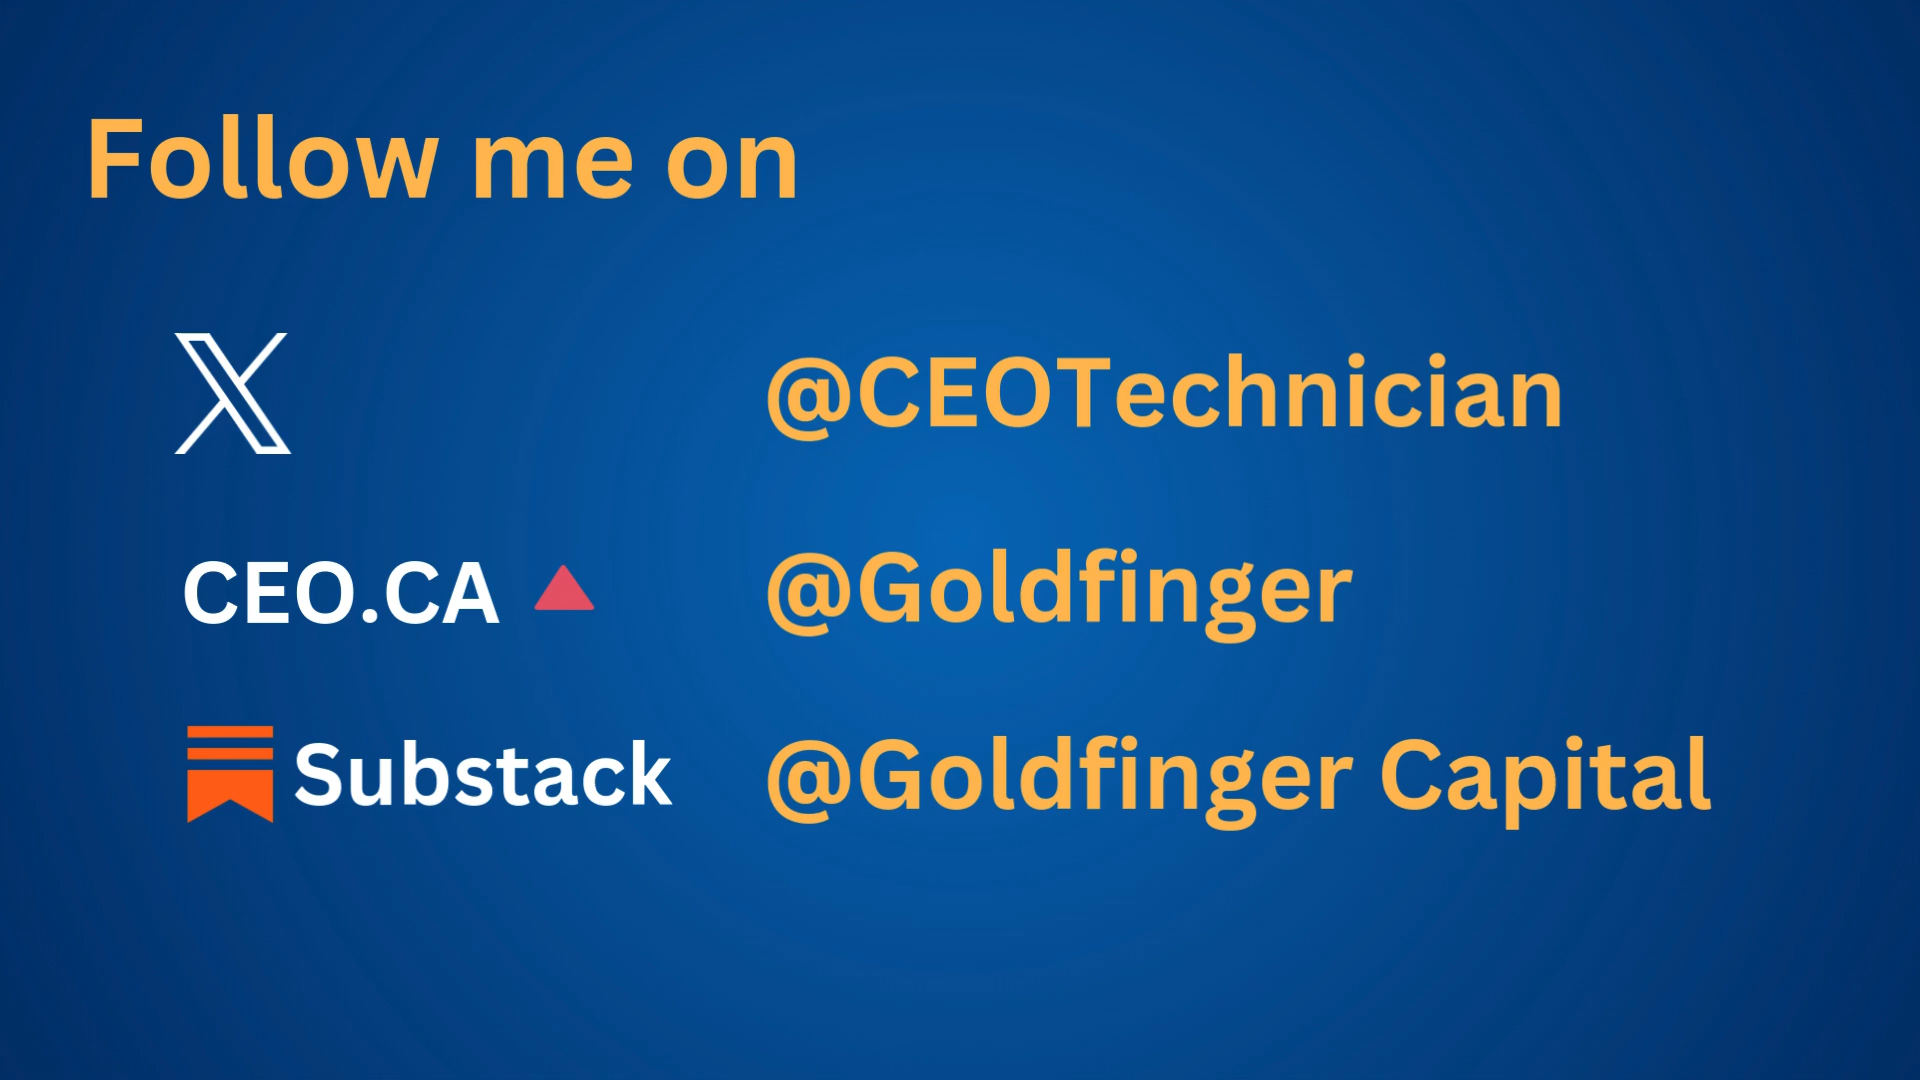 Follow me on
X @CEOTechnician
CEO.CA @Goldfinger
Substack @Goldfinger Capital